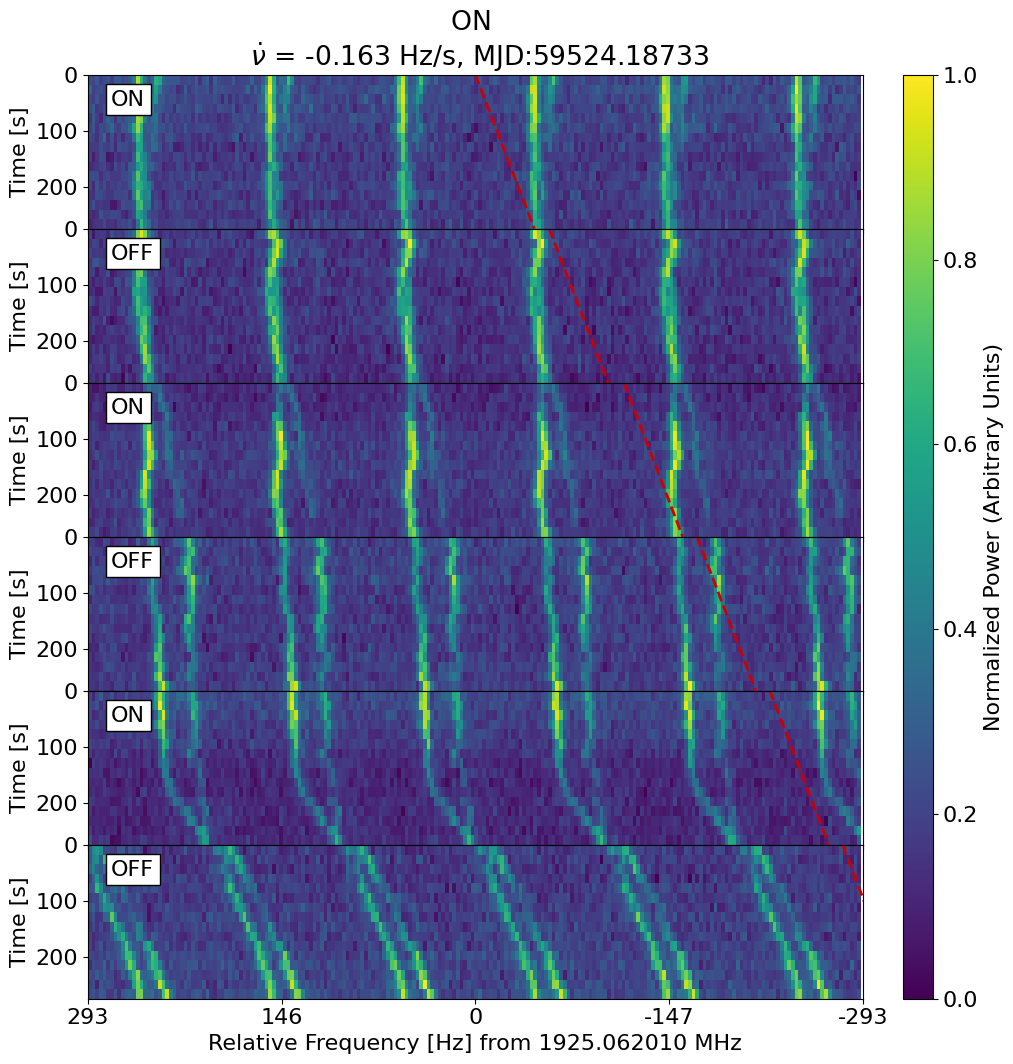 ON
ν̇ = -0.163 Hz/s, MJD:59524.18733
0
ON
Time [s]
100
200
0
OFF
Time [s]
100
200
0
ON
Time [s]
100
200
0
OFF
Time [s]
100
200
0
ON
Time [s]
100
200
0
OFF
Time [s]
100
200
293 146 0 -147 -293
Relative Frequency [Hz] from 1925.062010 MHz
1.0
0.8
0.6
0.4
0.2
0.0
Normalized Power (Arbitrary Units)